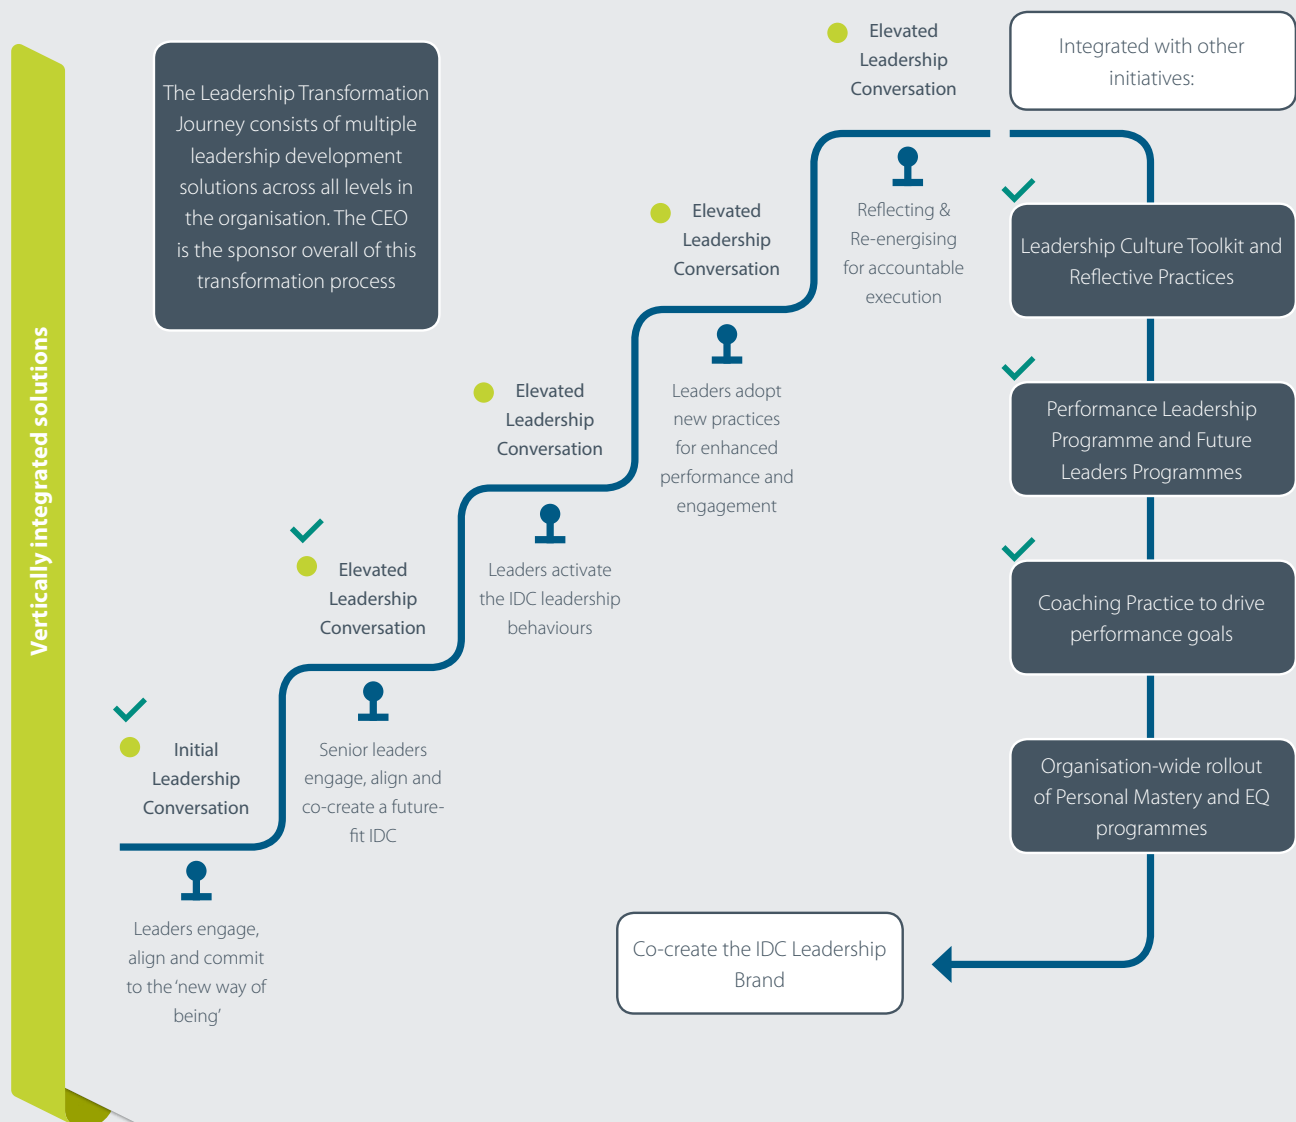 Vertically integrated solutions
The Leadership Transformation
Journey consists of multiple
leadership development
solutions across all levels in
the organisation. The CEO
is the sponsor overall of this
transformation process
Initial
Leadership
Conversation
Leaders engage,
align and commit
to the ‘new way of
being’
Elevated
Leadership
Conversation
Senior leaders
engage, align and
co-create a future-
fit IDC
Elevated
Leadership
Conversation
Leaders activate
the IDC leadership
behaviours
Elevated
Leadership
Conversation
Leaders adopt
new practices
for enhanced
performance and
engagement
Elevated
Leadership
Conversation
Reflecting &
Re-energising
for accountable
execution
Integrated with other
initiatives:
Leadership Culture Toolkit and
Reflective Practices
Performance Leadership
Programme and Future
Leaders Programmes
Coaching Practice to drive
performance goals
Organisation-wide rollout
of Personal Mastery and EQ
programmes
Co-create the IDC Leadership
Brand